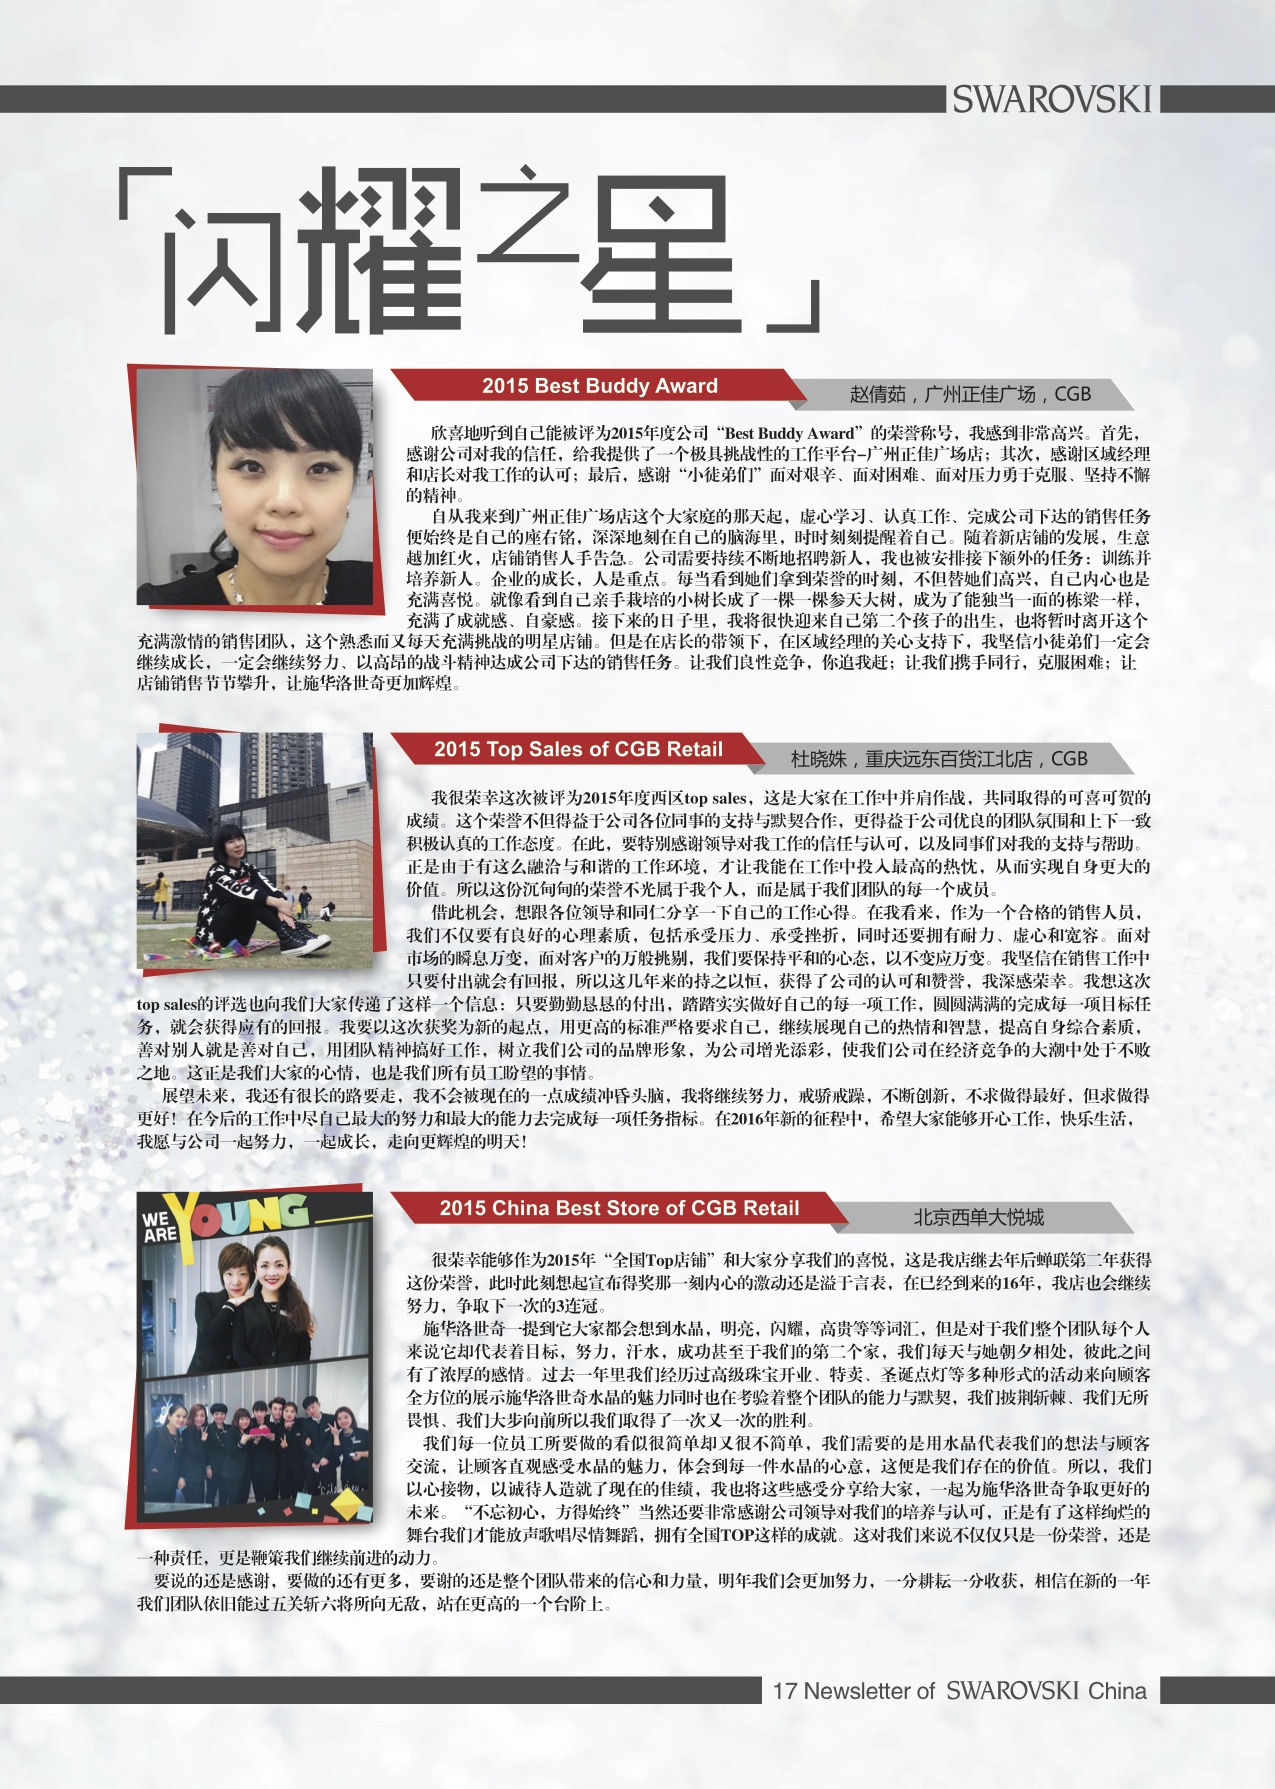 SWAROVSKI
「闪耀之星」
2015 Best Buddy Award
赵倩茹，广州正佳广场，CGB
欣喜地听到自己能被评为2015年度公司“Best Buddy Award”的荣誉称号，我感到非常高兴。首先，
感谢公司对我的信任，给我提供了一个极具挑战性的工作平台–广州正佳广场店；其次，感谢区域经理
和店长对我工作的认可；最后，感谢“小徒弟们”面对艰辛、面对困难、面对压力勇于克服、坚持不懈
的精神。
自从我来到广州正佳广场店这个大家庭的那天起，虚心学习、认真工作、完成公司下达的销售任务
便始终是自己的座右铭，深深地刻在自己的脑海里，时时刻刻提醒着自己。随着新店铺的发展，生意
越加红火，店铺销售人手告急。公司需要持续不断地招聘新人，我也被安排接下额外的任务：训练并
培养新人。企业的成长，人是重点。每当看到她们拿到荣誉的时刻，不但替她们高兴，自己内心也是
充满喜悦。就像看到自己亲手栽培的小树长成了一棵一棵参天大树，成为了能独当一面的栋梁一样，
充满了成就感、自豪感。接下来的日子里，我将很快迎来自己第二个孩子的出生，也将暂时离开这个
充满激情的销售团队，这个熟悉而又每天充满挑战的明星店铺。但是在店长的带领下，在区域经理的关心支持下，我坚信小徒弟们一定会
继续成长，一定会继续努力、以高昂的战斗精神达成公司下达的销售任务。让我们良性竞争，你追我赶；让我们携手同行，克服困难；让
店铺销售节节攀升，让施华洛世奇更加辉煌。
2015 Top Sales of CGB Retail
杜晓姝，重庆远东百货江北店，CGB
我很荣幸这次被评为2015年度西区top sales，这是大家在工作中并肩作战，共同取得的可喜可贺的
成绩。这个荣誉不但得益于公司各位同事的支持与默契合作，更得益于公司优良的团队氛围和上下一致
积极认真的工作态度。在此，要特别感谢领导对我工作的信任与认可，以及同事们对我的支持与帮助。
正是由于有这么融洽与和谐的工作环境，才让我能在工作中投入最高的热忱，从而实现自身更大的
价值。所以这份沉甸甸的荣誉不光属于我个人，而是属于我们团队的每一个成员。
借此机会，想跟各位领导和同仁分享一下自己的工作心得。在我看来，作为一个合格的销售人员，
我们不仅要有良好的心理素质，包括承受压力、承受挫折，同时还要拥有耐力、虚心和宽容。面对
市场的瞬息万变，面对客户的万般挑剔，我们要保持平和的心态，以不变应万变。我坚信在销售工作中
只要付出就会有回报，所以这几年来的持之以恒，获得了公司的认可和赞誉，我深感荣幸。我想这次
top sales的评选也向我们大家传递了这样一个信息：只要勤勤恳恳的付出，踏踏实实做好自己的每一项工作，圆圆满满的完成每一项目标任
务，就会获得应有的回报。我要以这次获奖为新的起点，用更高的标准严格要求自己，继续展现自己的热情和智慧，提高自身综合素质，
善对别人就是善对自己，用团队精神搞好工作，树立我们公司的品牌形象，为公司增光添彩，使我们公司在经济竞争的大潮中处于不败
之地。这正是我们大家的心情，也是我们所有员工盼望的事情。
展望未来，我还有很长的路要走，我不会被现在的一点成绩冲昏头脑，我将继续努力，戒骄戒躁，不断创新，不求做得最好，但求做得
更好！在今后的工作中尽自己最大的努力和最大的能力去完成每一项任务指标。在2016年新的征程中，希望大家能够开心工作，快乐生活，
我愿与公司一起努力，一起成长，走向更辉煌的明天！
WE ARE YOUNG
2015 China Best Store of CGB Retail
北京西单大悦城
很荣幸能够作为2015年“全国Top店铺”和大家分享我们的喜悦，这是我店继去年后蝉联第二年获得
这份荣誉，此时此刻想起宣布得奖那一刻内心的激动还是溢于言表，在已经到来的16年，我店也会继续
努力，争取下一次的3连冠。
施华洛世奇一提到它大家都会想到水晶，明亮，闪耀，高贵等等词汇，但是对于我们整个团队每个人
来说它却代表着目标，努力，汗水，成功甚至于我们的第二个家，我们每天与她朝夕相处，彼此之间
有了浓厚的感情。过去一年里我们经历过高级珠宝开业、特卖、圣诞点灯等多种形式的活动来向顾客
全方位的展示施华洛世奇水晶的魅力同时也在考验着整个团队的能力与默契，我们披荆斩棘、我们无所
畏惧、我们大步向前所以我们取得了一次又一次的胜利。
我们每一位员工所要做的看似很简单却又很不简单，我们需要的是用水晶代表我们的想法与顾客
交流，让顾客直观感受水晶的魅力，体会到每一件水晶的心意，这便是我们存在的价值。所以，我们
以心接物，以诚待人造就了现在的佳绩，我也将这些感受分享给大家，一起为施华洛世奇争取更好的
未来。“不忘初心，方得始终”当然还要非常感谢公司领导对我们的培养与认可，正是有了这样绚烂的
舞台我们才能放声歌唱尽情舞蹈，拥有全国TOP这样的成就。这对我们来说不仅仅只是一份荣誉，还是
一种责任，更是鞭策我们继续前进的动力。
要说的还是感谢，要做的还有更多，要谢的还是整个团队带来的信心和力量，明年我们会更加努力，一分耕耘一分收获，相信在新的一年
我们团队依旧能过五关斩六将所向无敌，站在更高的一个台阶上。
17 Newsletter of SWAROVSKI China